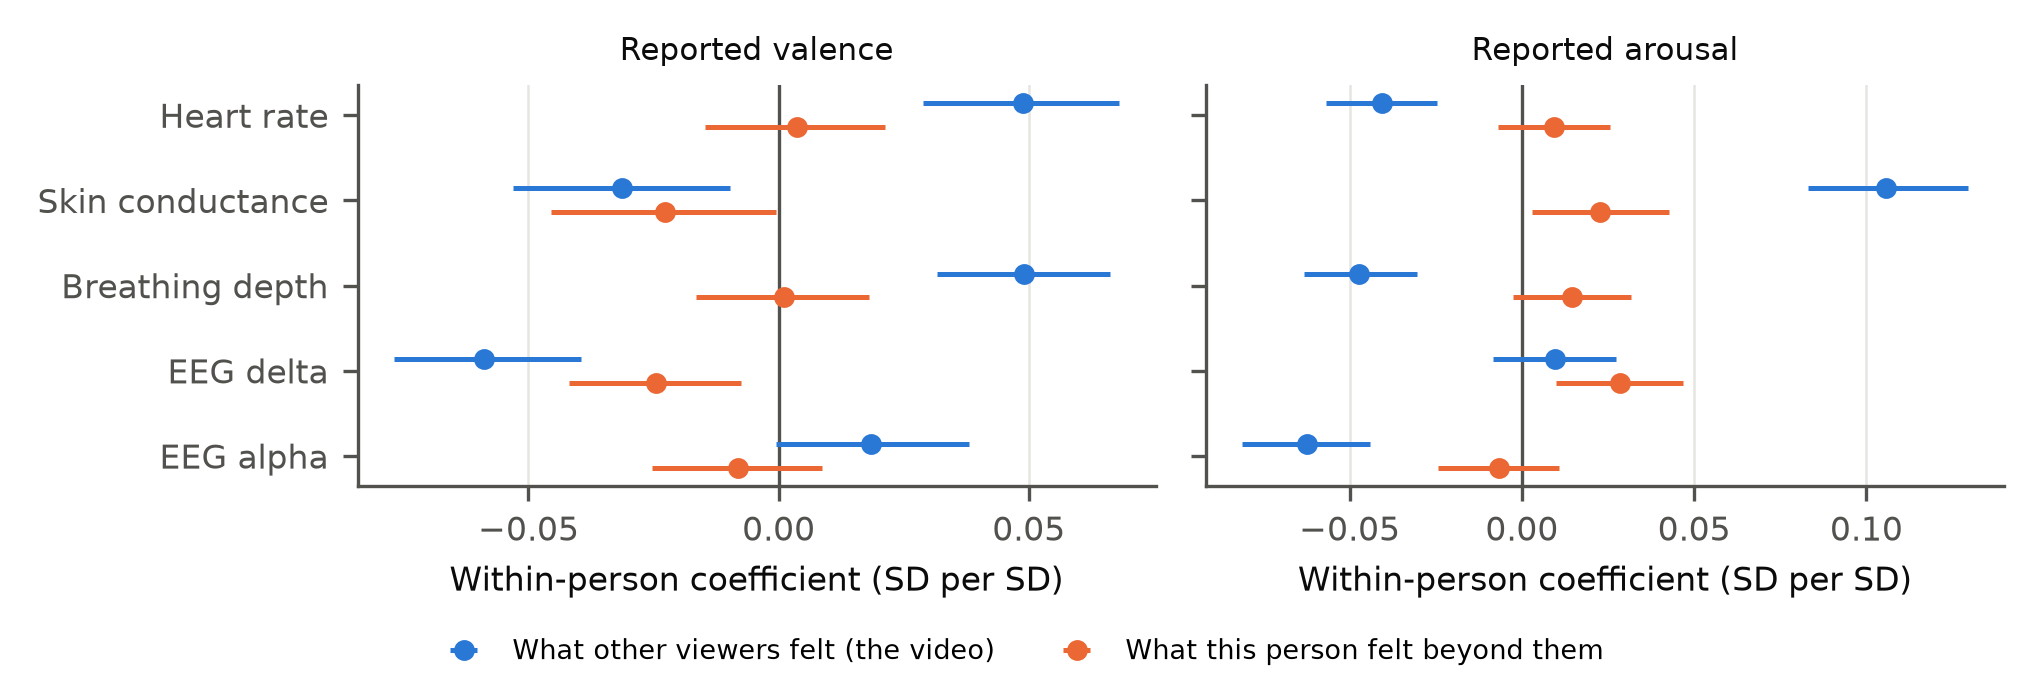 Reported valence
Reported arousal
Heart rate
Skin conductance
Breathing depth
EEG delta
EEG alpha
−0.05 0.00 0.05
−0.05 0.00 0.05 0.10
Within-person coefficient (SD per SD)
Within-person coefficient (SD per SD)
What other viewers felt (the video)
What this person felt beyond them